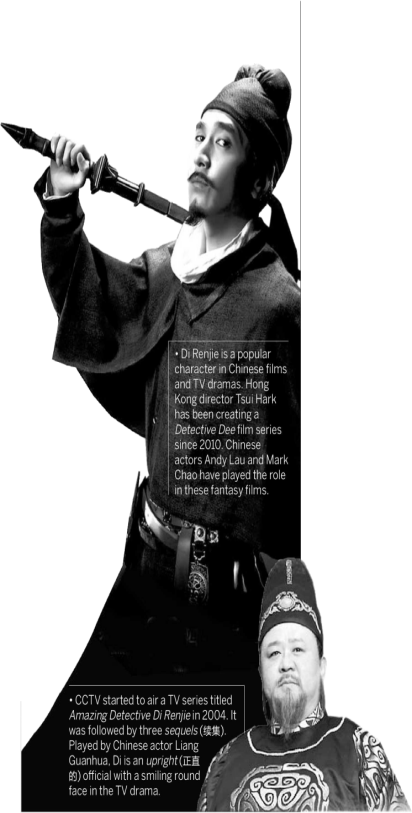 • Di Renjie is a popular
character in Chinese films
and TV dramas. Hong
Kong director Tsui Hark
has been creating a
Detective Dee film series
since 2010. Chinese
actors Andy Lau and Mark
Chao have played the role
in these fantasy films.
• CCTV started to air a TV series titled
Amazing Detective Di Renjie in 2004. It
was followed by three sequels (续集).
Played by Chinese actor Liang
Guanhua, Di is an upright (正直
的) official with a smiling round
face in the TV drama.